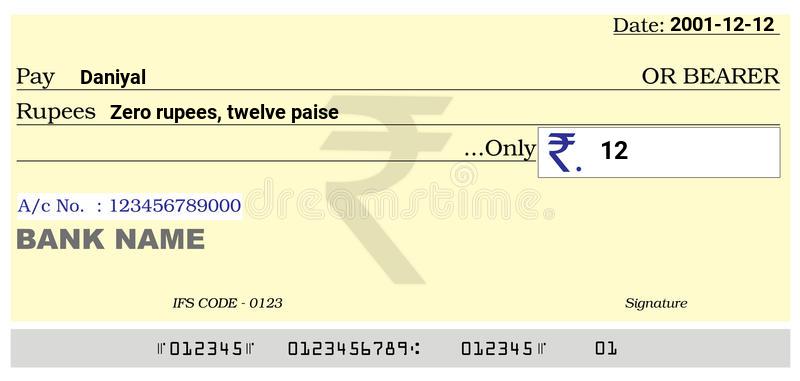 Date: 2001-12-12
Pay Daniyal OR BEARER
Rupees Zero rupees, twelve paise
...Only ₹. 12
A/c No. : 123456789000
dreamstime®
BANK NAME
IFS CODE - 0123 Signature
⑈012345⑈ 0123456789⑆ 012345⑈ 01